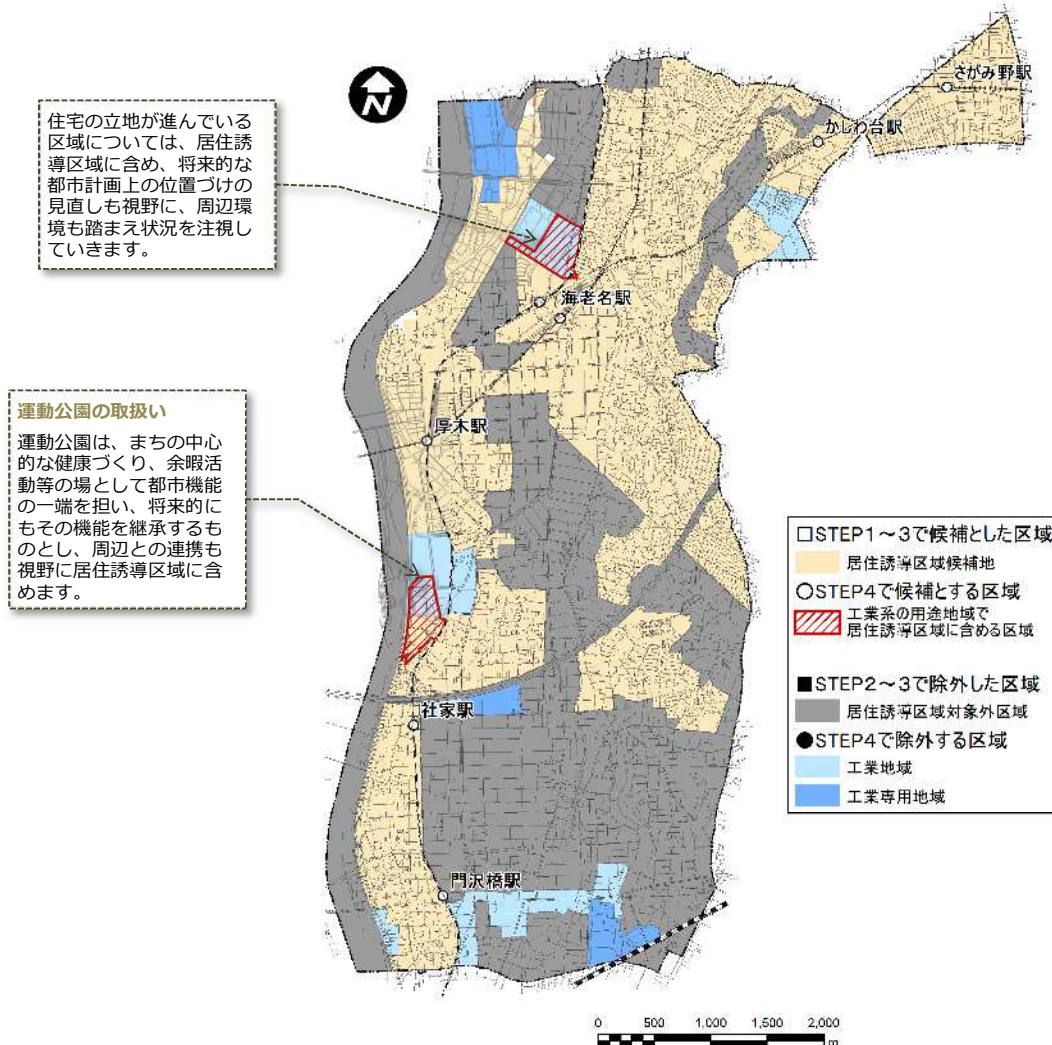 N
さがみ野駅
かしわ台駅
住宅の立地が進んでいる
区域については、居住誘
導区域に含め、将来的な
都市計画上の位置づけの
見直しも視野に、周辺環
境も踏まえ状況を注視し
ていきます。
海老名駅
運動公園の取扱い
運動公園は、まちの中心
的な健康づくり、余暇活
動等の場として都市機能
の一端を担い、将来的に
もその機能を継承するも
のとし、周辺との連携も
視野に居住誘導区域に含
めます。
厚木駅
社家駅
門沢橋駅
□STEP1～3で候補とした区域
居住誘導区域候補地
○STEP4で候補とする区域
工業系の用途地域で
居住誘導区域に含める区域
■STEP2～3で除外した区域
居住誘導区域対象外区域
●STEP4で除外する区域
工業地域
工業専用地域
0 500 1,000 1,500 2,000
m